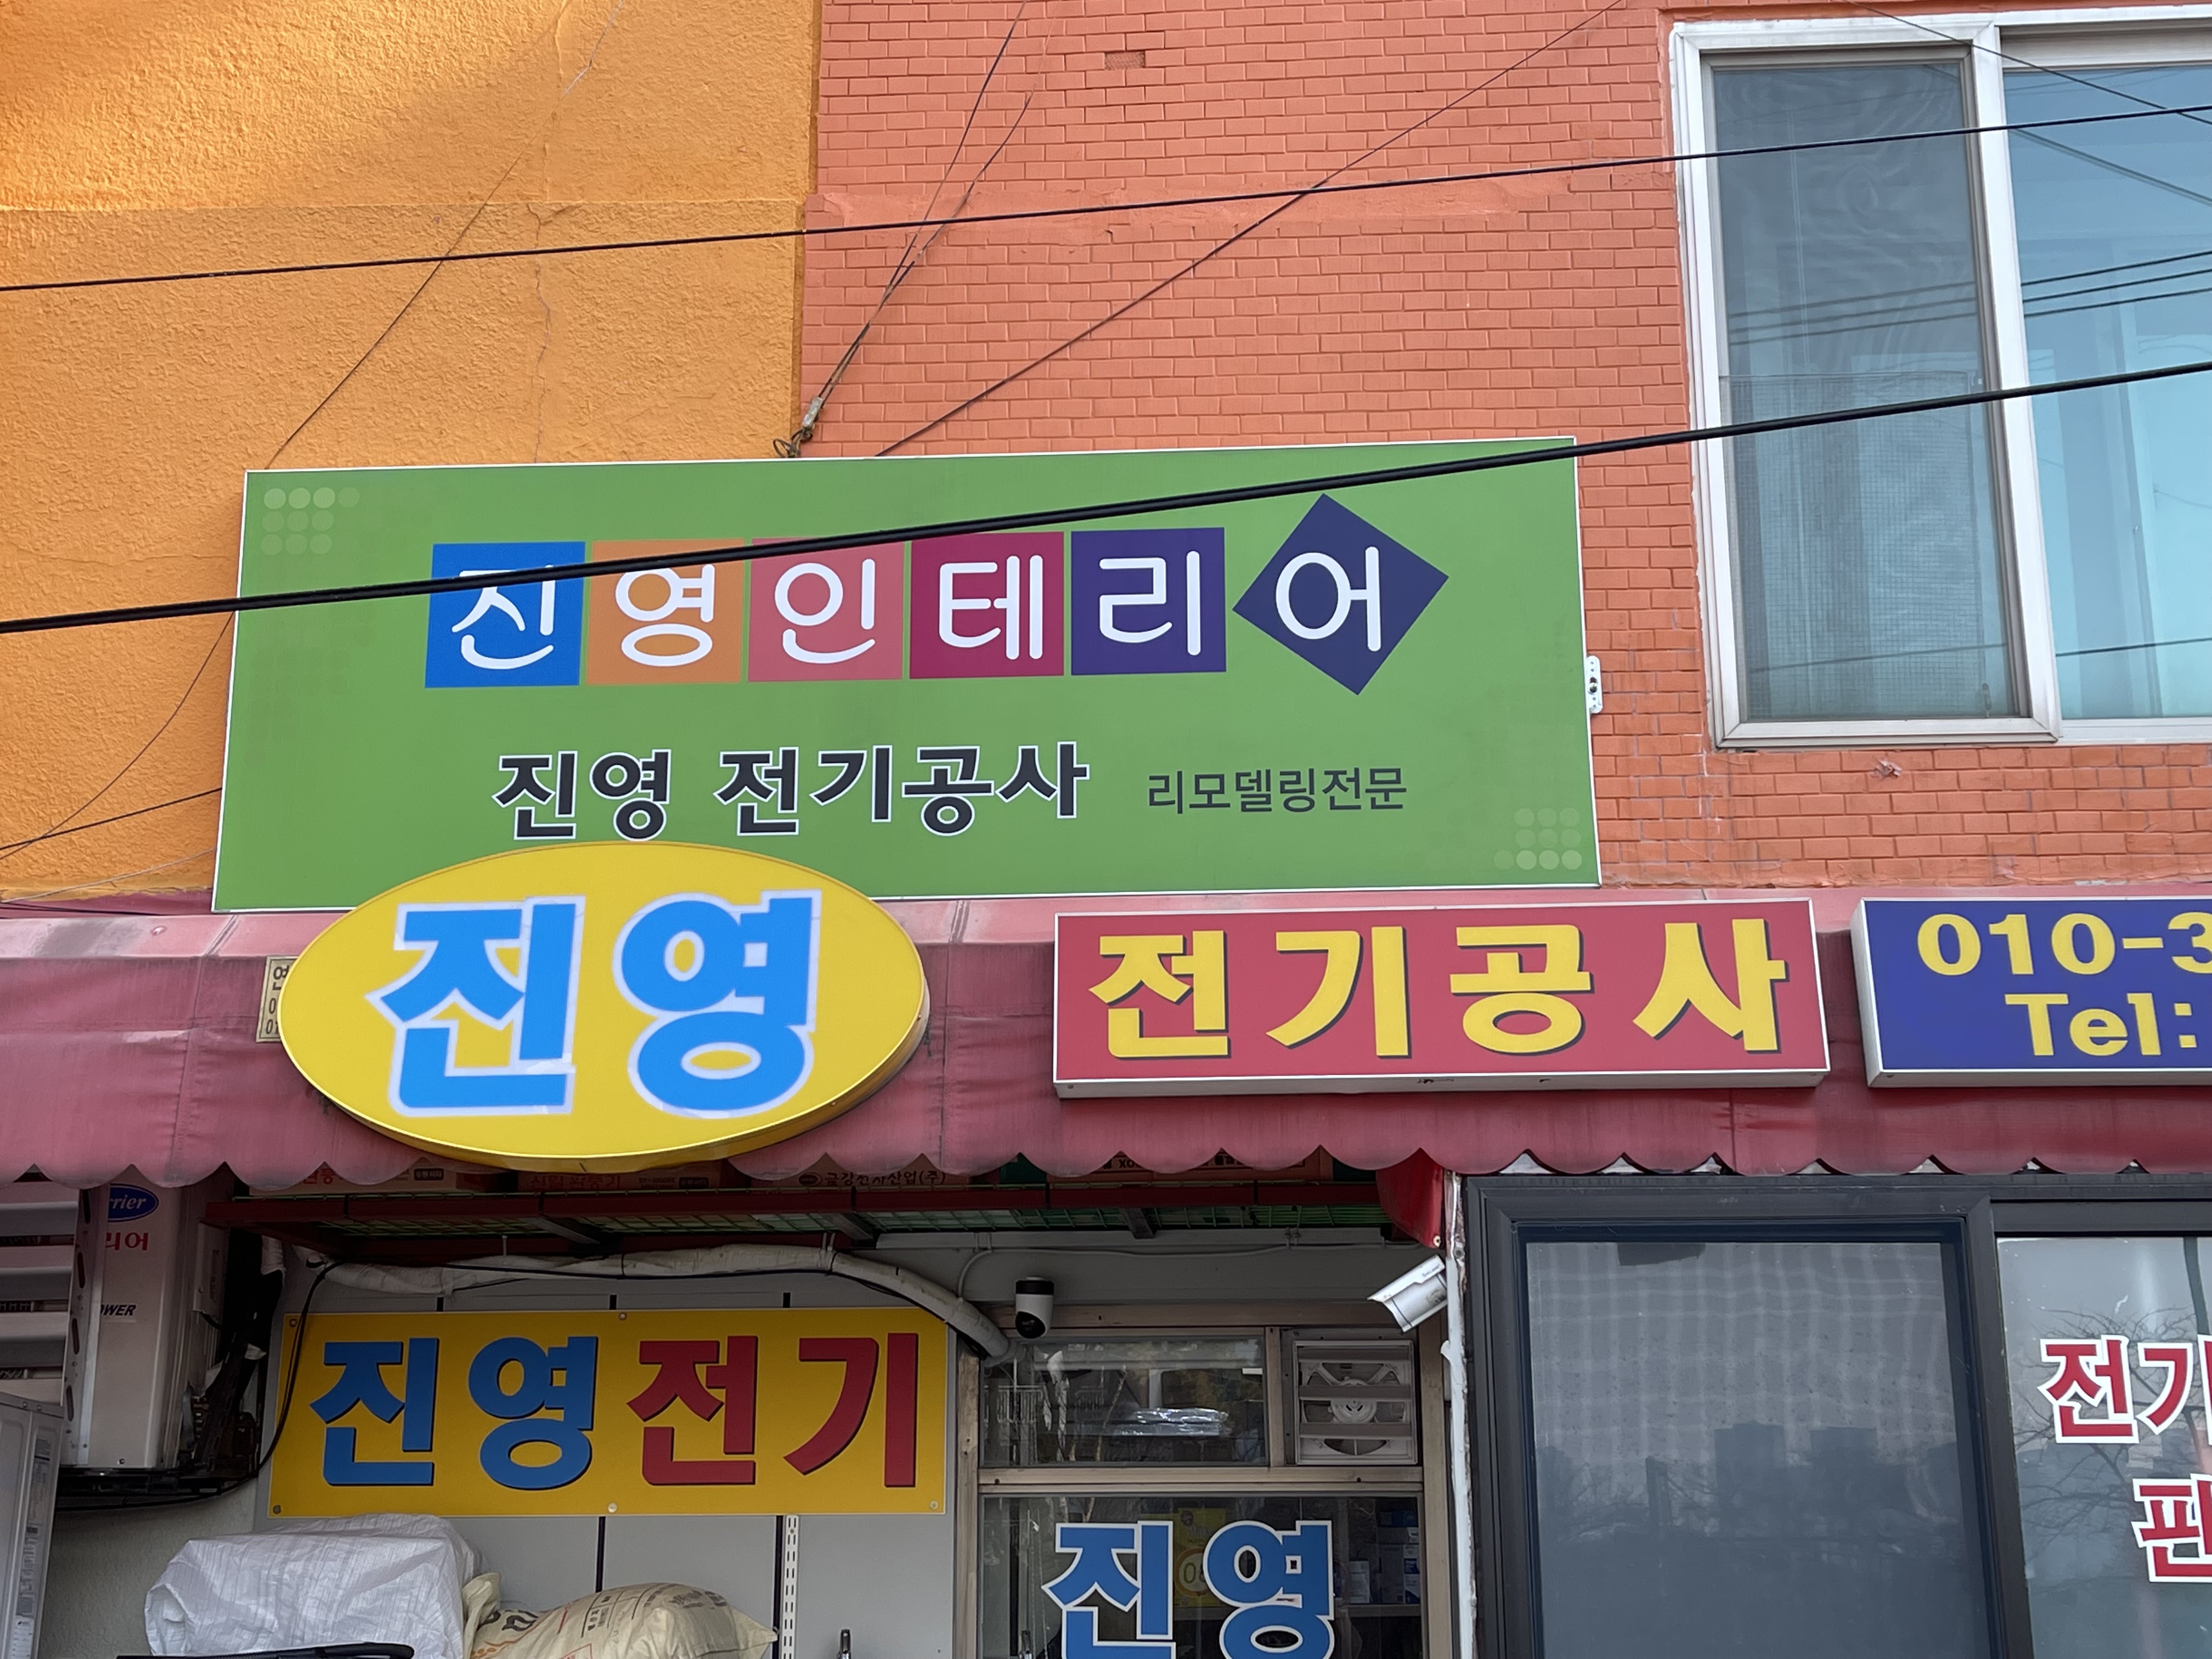 진영인테리어
진영 전기공사 리모델링전문
진영 전기공사
010-3
Tel:
진영전기
진영
전기
판